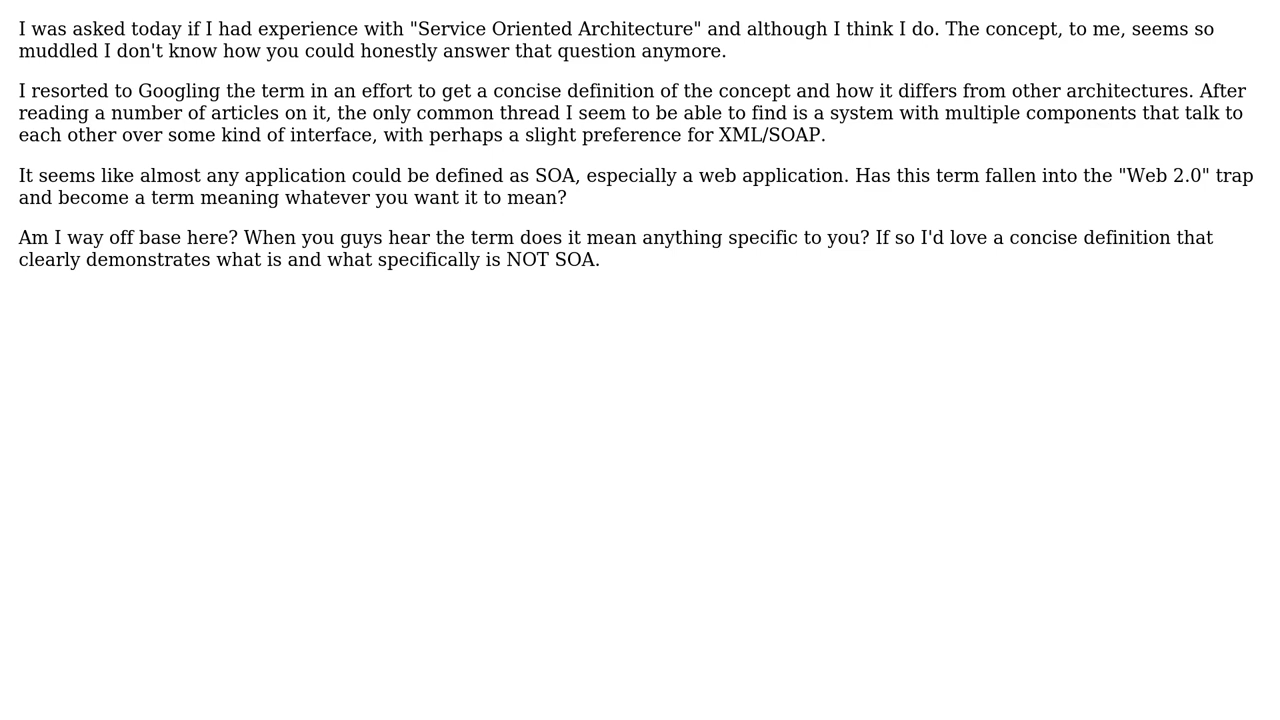 I was asked today if I had experience with "Service Oriented Architecture" and although I think I do. The concept, to me, seems so
muddled I don't know how you could honestly answer that question anymore.
I resorted to Googling the term in an effort to get a concise definition of the concept and how it differs from other architectures. After
reading a number of articles on it, the only common thread I seem to be able to find is a system with multiple components that talk to
each other over some kind of interface, with perhaps a slight preference for XML/SOAP.
It seems like almost any application could be defined as SOA, especially a web application. Has this term fallen into the "Web 2.0" trap
and become a term meaning whatever you want it to mean?
Am I way off base here? When you guys hear the term does it mean anything specific to you? If so I'd love a concise definition that
clearly demonstrates what is and what specifically is NOT SOA.